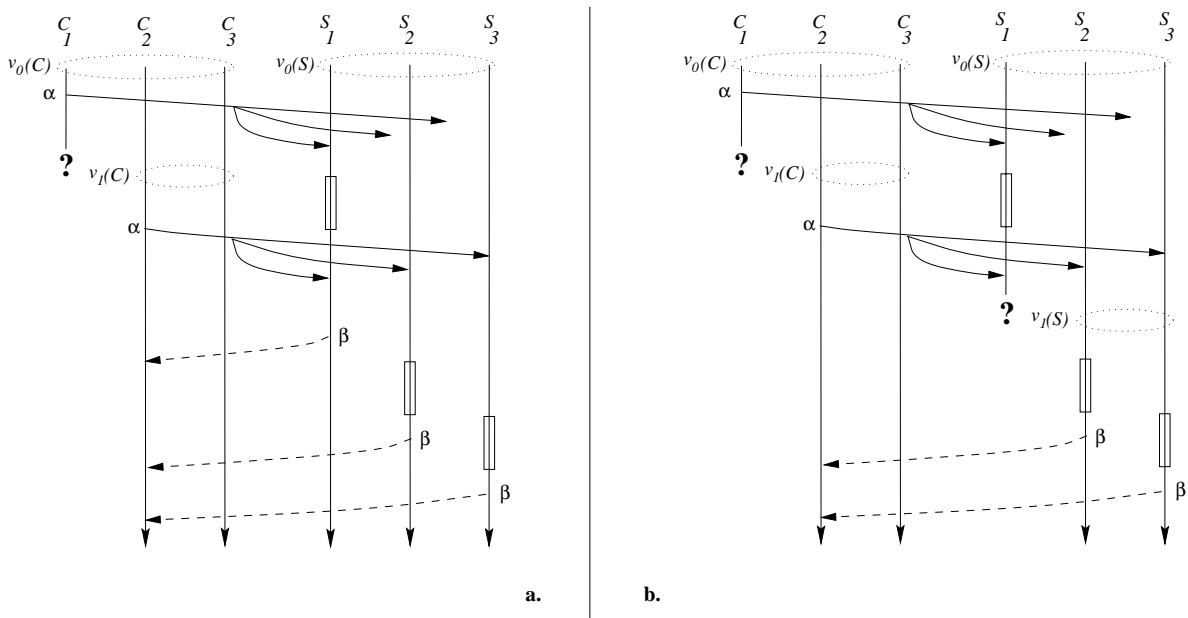 C1 C2 C3 S1 S2 S3
v0(C) v0(S)
α
?
v1(C)
α
β
β
β
a.
C1 C2 C3 S1 S2 S3
v0(C) v0(S)
α
?
v1(C)
α
?
v1(S)
β
β
b.